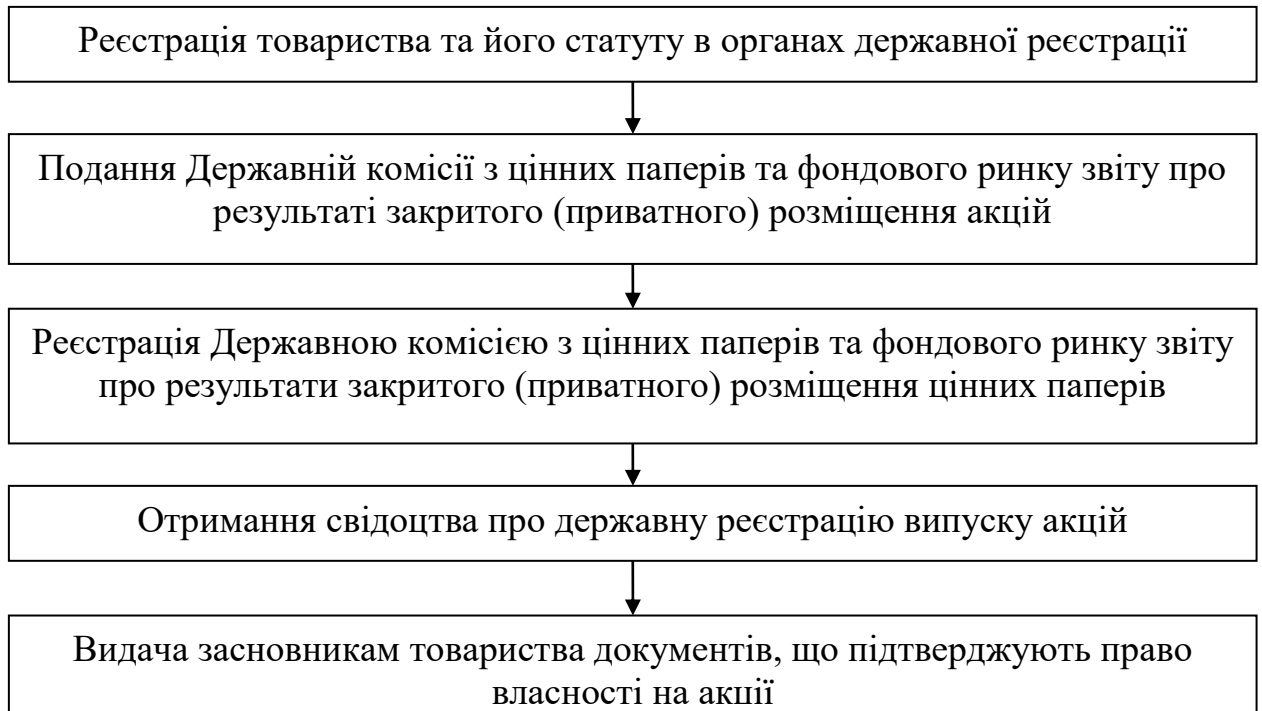 Реєстрація товариства та його статуту в органах державної реєстрації
Подання Державній комісії з цінних паперів та фондового ринку звіту про
результаті закритого (приватного) розміщення акцій
Реєстрація Державною комісією з цінних паперів та фондового ринку звіту
про результати закритого (приватного) розміщення цінних паперів
Отримання свідоцтва про державну реєстрацію випуску акцій
Видача засновникам товариства документів, що підтверджують право
власності на акції